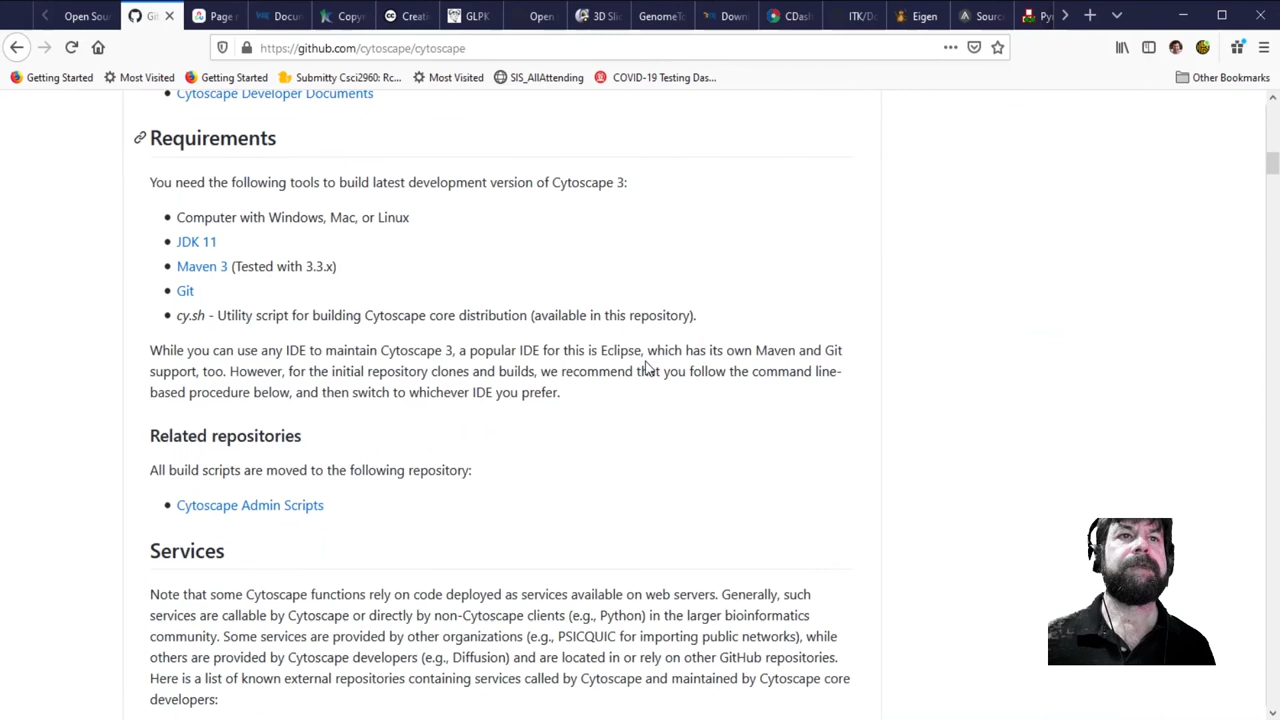 Open Sour
Git
Page n
Docun
Copyr
Creati
GLPK
Open
3D Slic
GenomeTo
Downl
CDash
ITK/Do
Eigen
Source
Pyt
https://github.com/cytoscape/cytoscape
Getting Started
Most Visited
Getting Started
Submitty Csci2960: Rc...
Most Visited
SIS_AllAttending
COVID-19 Testing Das...
Other Bookmarks
Cytoscape Developer Documents
Requirements
You need the following tools to build latest development version of Cytoscape 3:
• Computer with Windows, Mac, or Linux
• JDK 11
• Maven 3 (Tested with 3.3.x)
• Git
• cy.sh - Utility script for building Cytoscape core distribution (available in this repository).
While you can use any IDE to maintain Cytoscape 3, a popular IDE for this is Eclipse, which has its own Maven and Git
support, too. However, for the initial repository clones and builds, we recommend that you follow the command line-
based procedure below, and then switch to whichever IDE you prefer.
Related repositories
All build scripts are moved to the following repository:
• Cytoscape Admin Scripts
Services
Note that some Cytoscape functions rely on code deployed as services available on web servers. Generally, such
services are callable by Cytoscape or directly by non-Cytoscape clients (e.g., Python) in the larger bioinformatics
community. Some services are provided by other organizations (e.g., PSICQUIC for importing public networks), while
others are provided by Cytoscape developers (e.g., Diffusion) and are located in or rely on other GitHub repositories.
Here is a list of known external repositories containing services called by Cytoscape and maintained by Cytoscape core
developers: